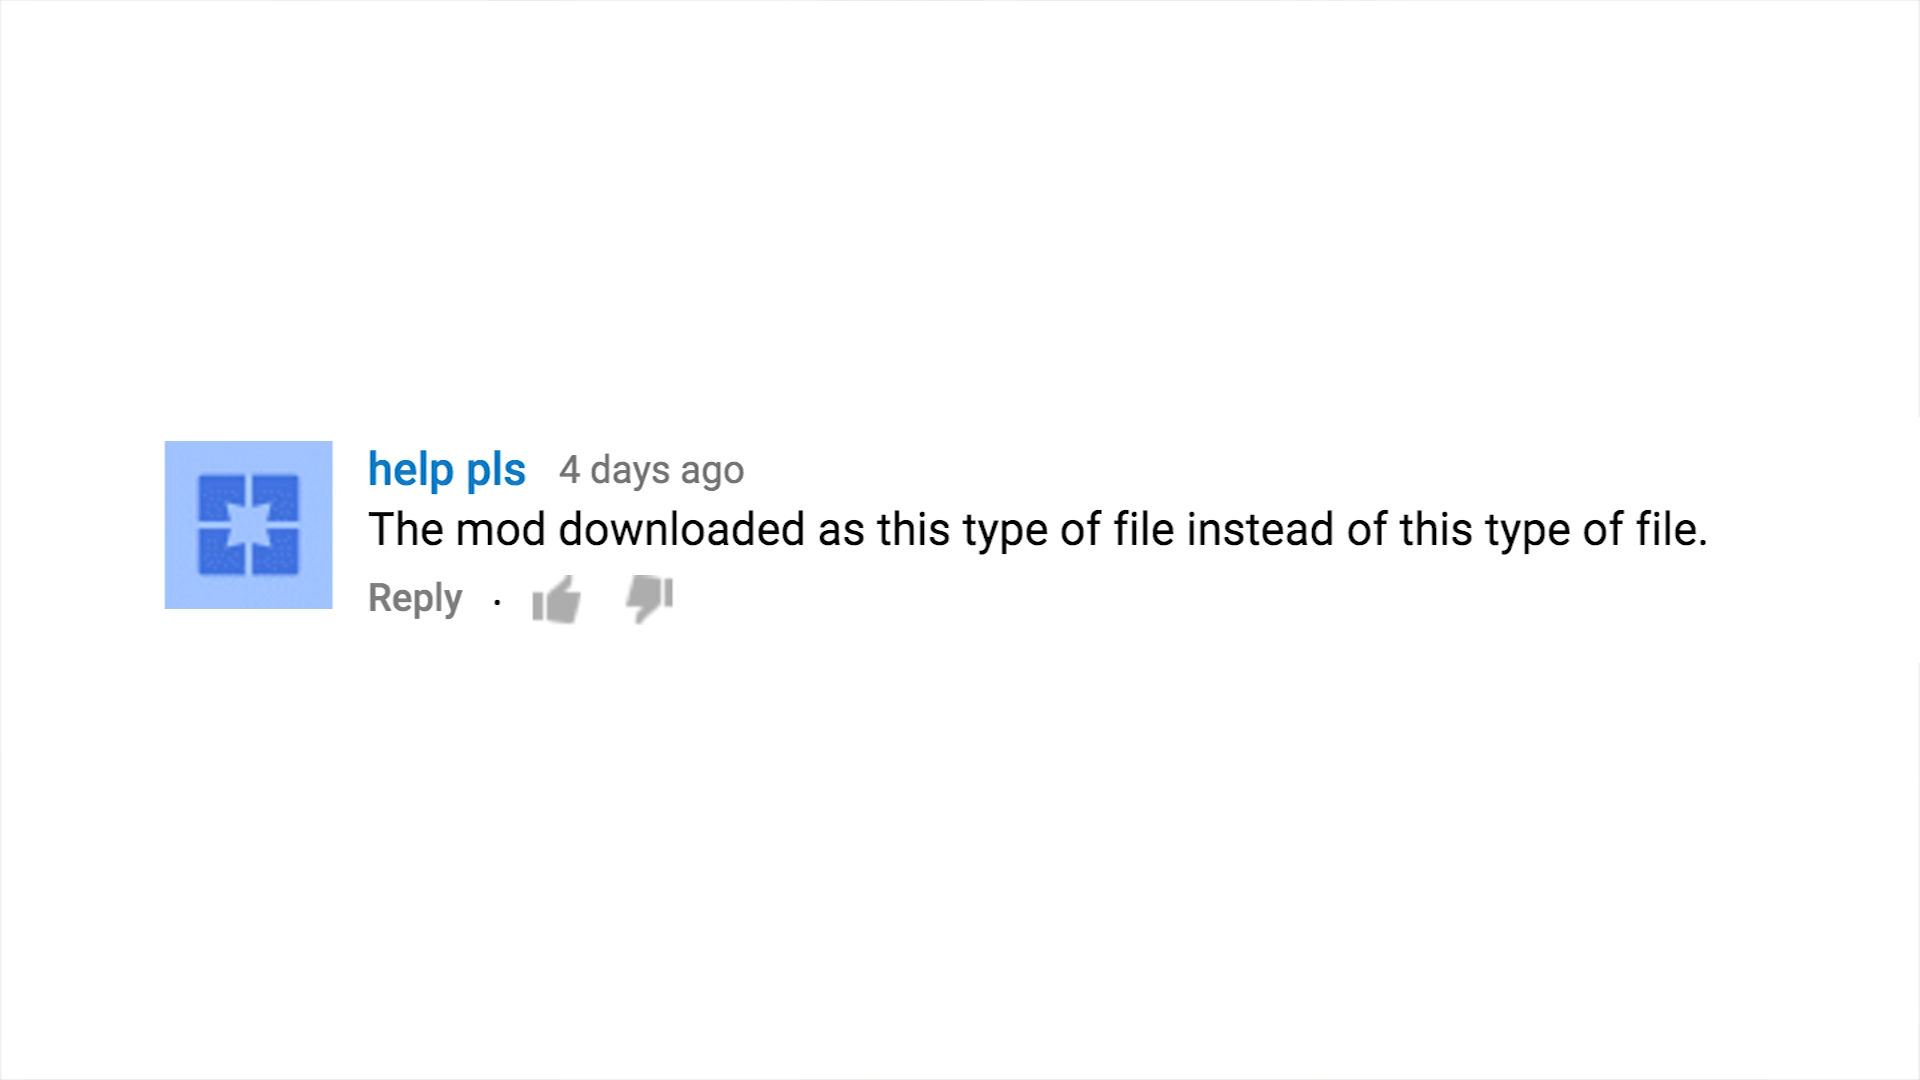 help pls 4 days ago
The mod downloaded as this type of file instead of this type of file.
Reply ·